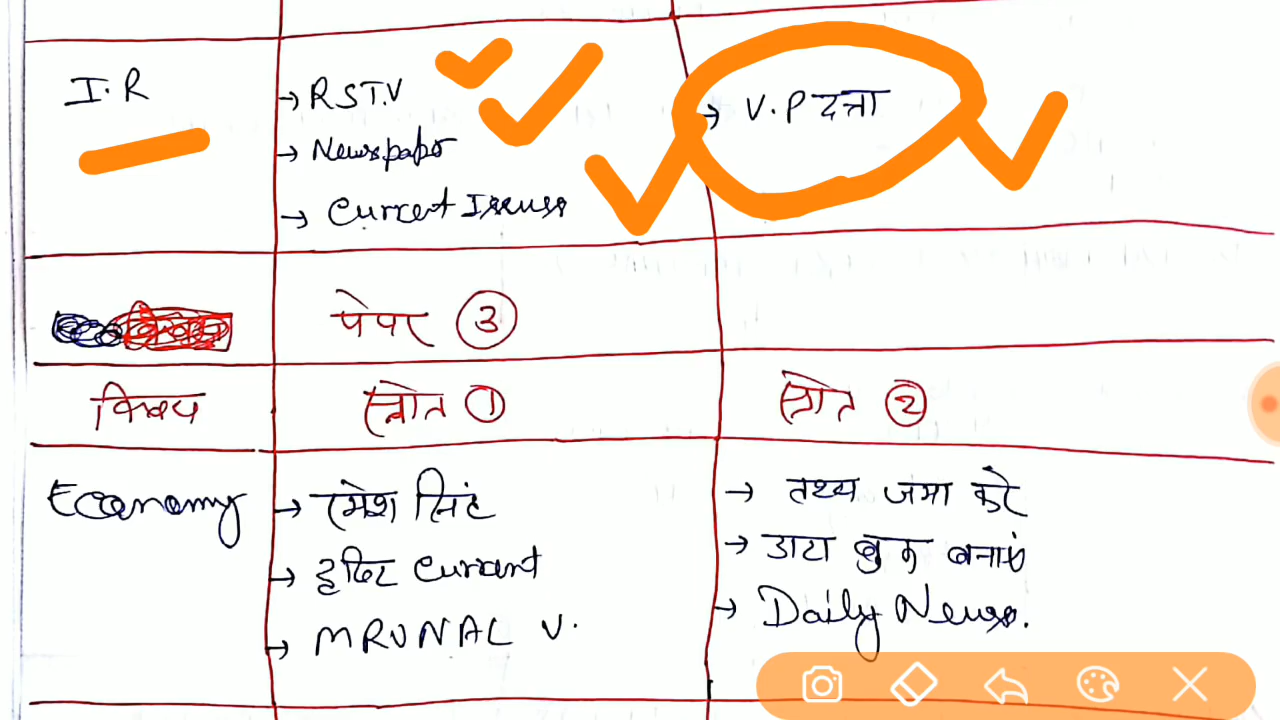 I.R
→ RSTV
→ Newspaper
→ Current Issues
→ V.P दत्ता
पेपर ③
विषय
स्त्रोत ①
स्त्रोत ②
Economy
→ रमेश सिंह
→ Current
→ MRUNAL V.
→ तथ्य जमा करे
→ डाटा बुक बनाएं
→ Daily News.